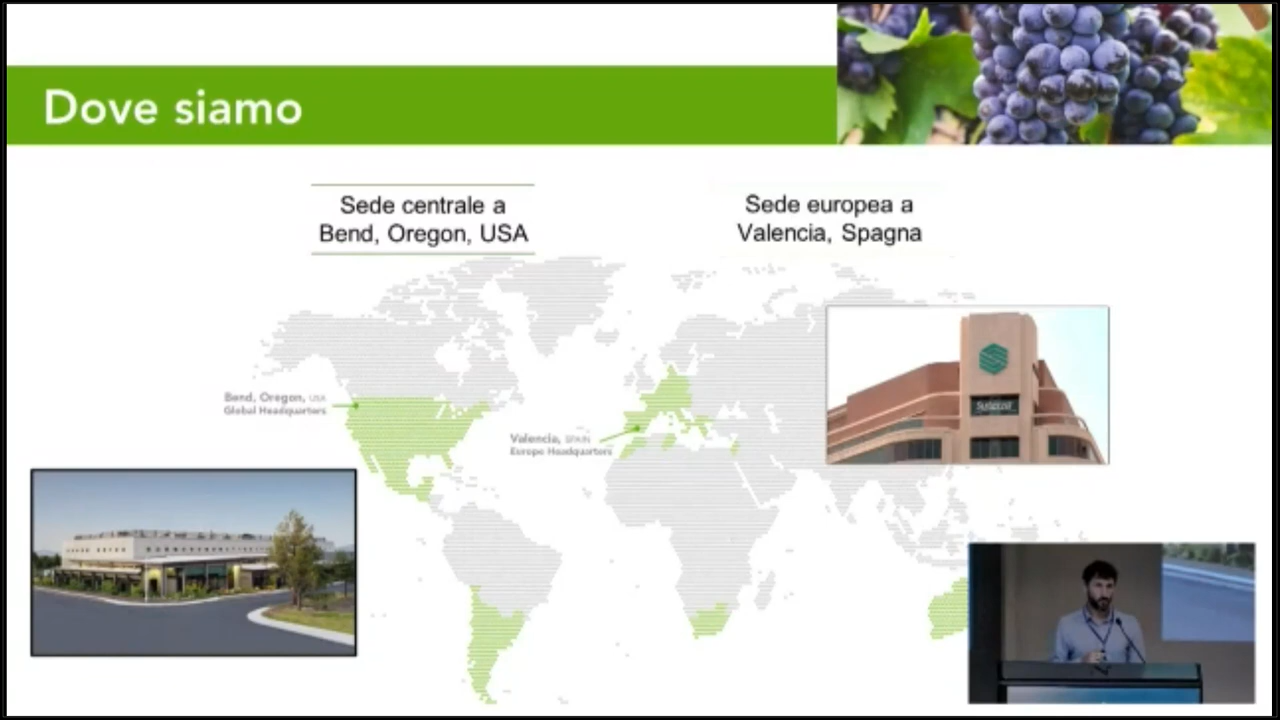 Dove siamo
Sede centrale a
Bend, Oregon, USA
Sede europea a
Valencia, Spagna
Bend, Oregon, USA
Global Headquarters
Valencia, SPAIN
Europe Headquarters